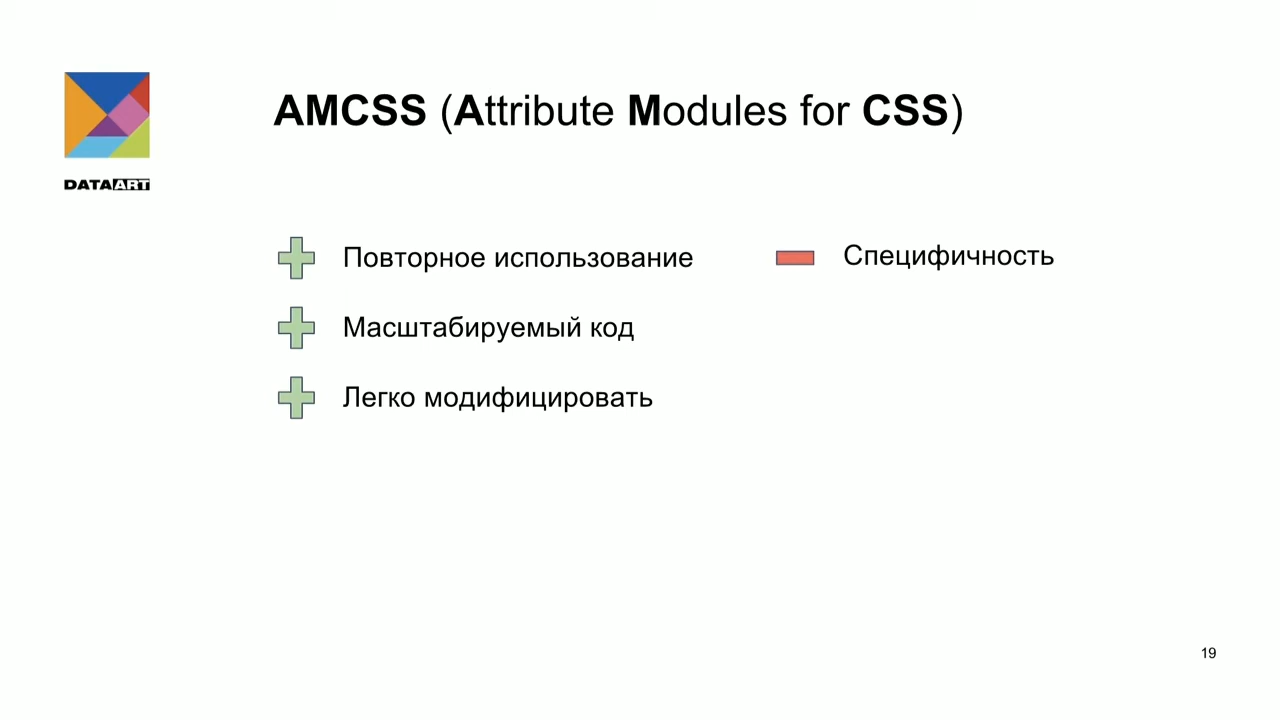 AMCSS (Attribute Modules for CSS)
DATAART
Повторное использование
Специфичность
Масштабируемый код
Легко модифицировать
19